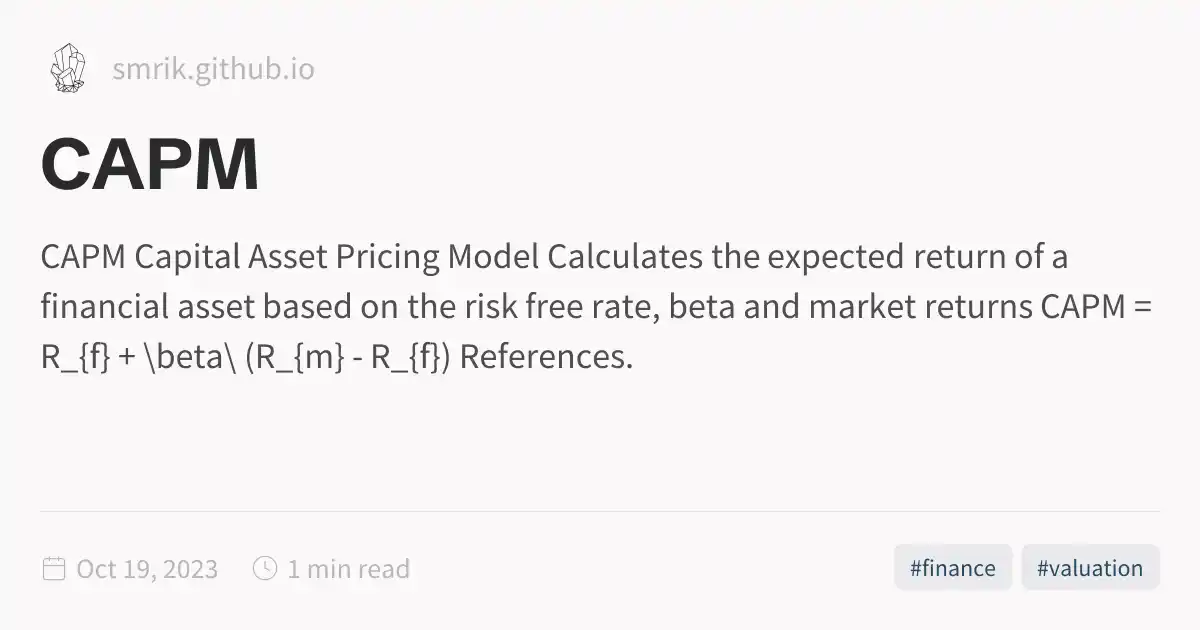 smrik.github.io
CAPM
CAPM Capital Asset Pricing Model Calculates the expected return of a
financial asset based on the risk free rate, beta and market returns CAPM =
R_{f} + \beta\ (R_{m} - R_{f}) References.
Oct 19, 2023 1 min read #finance #valuation